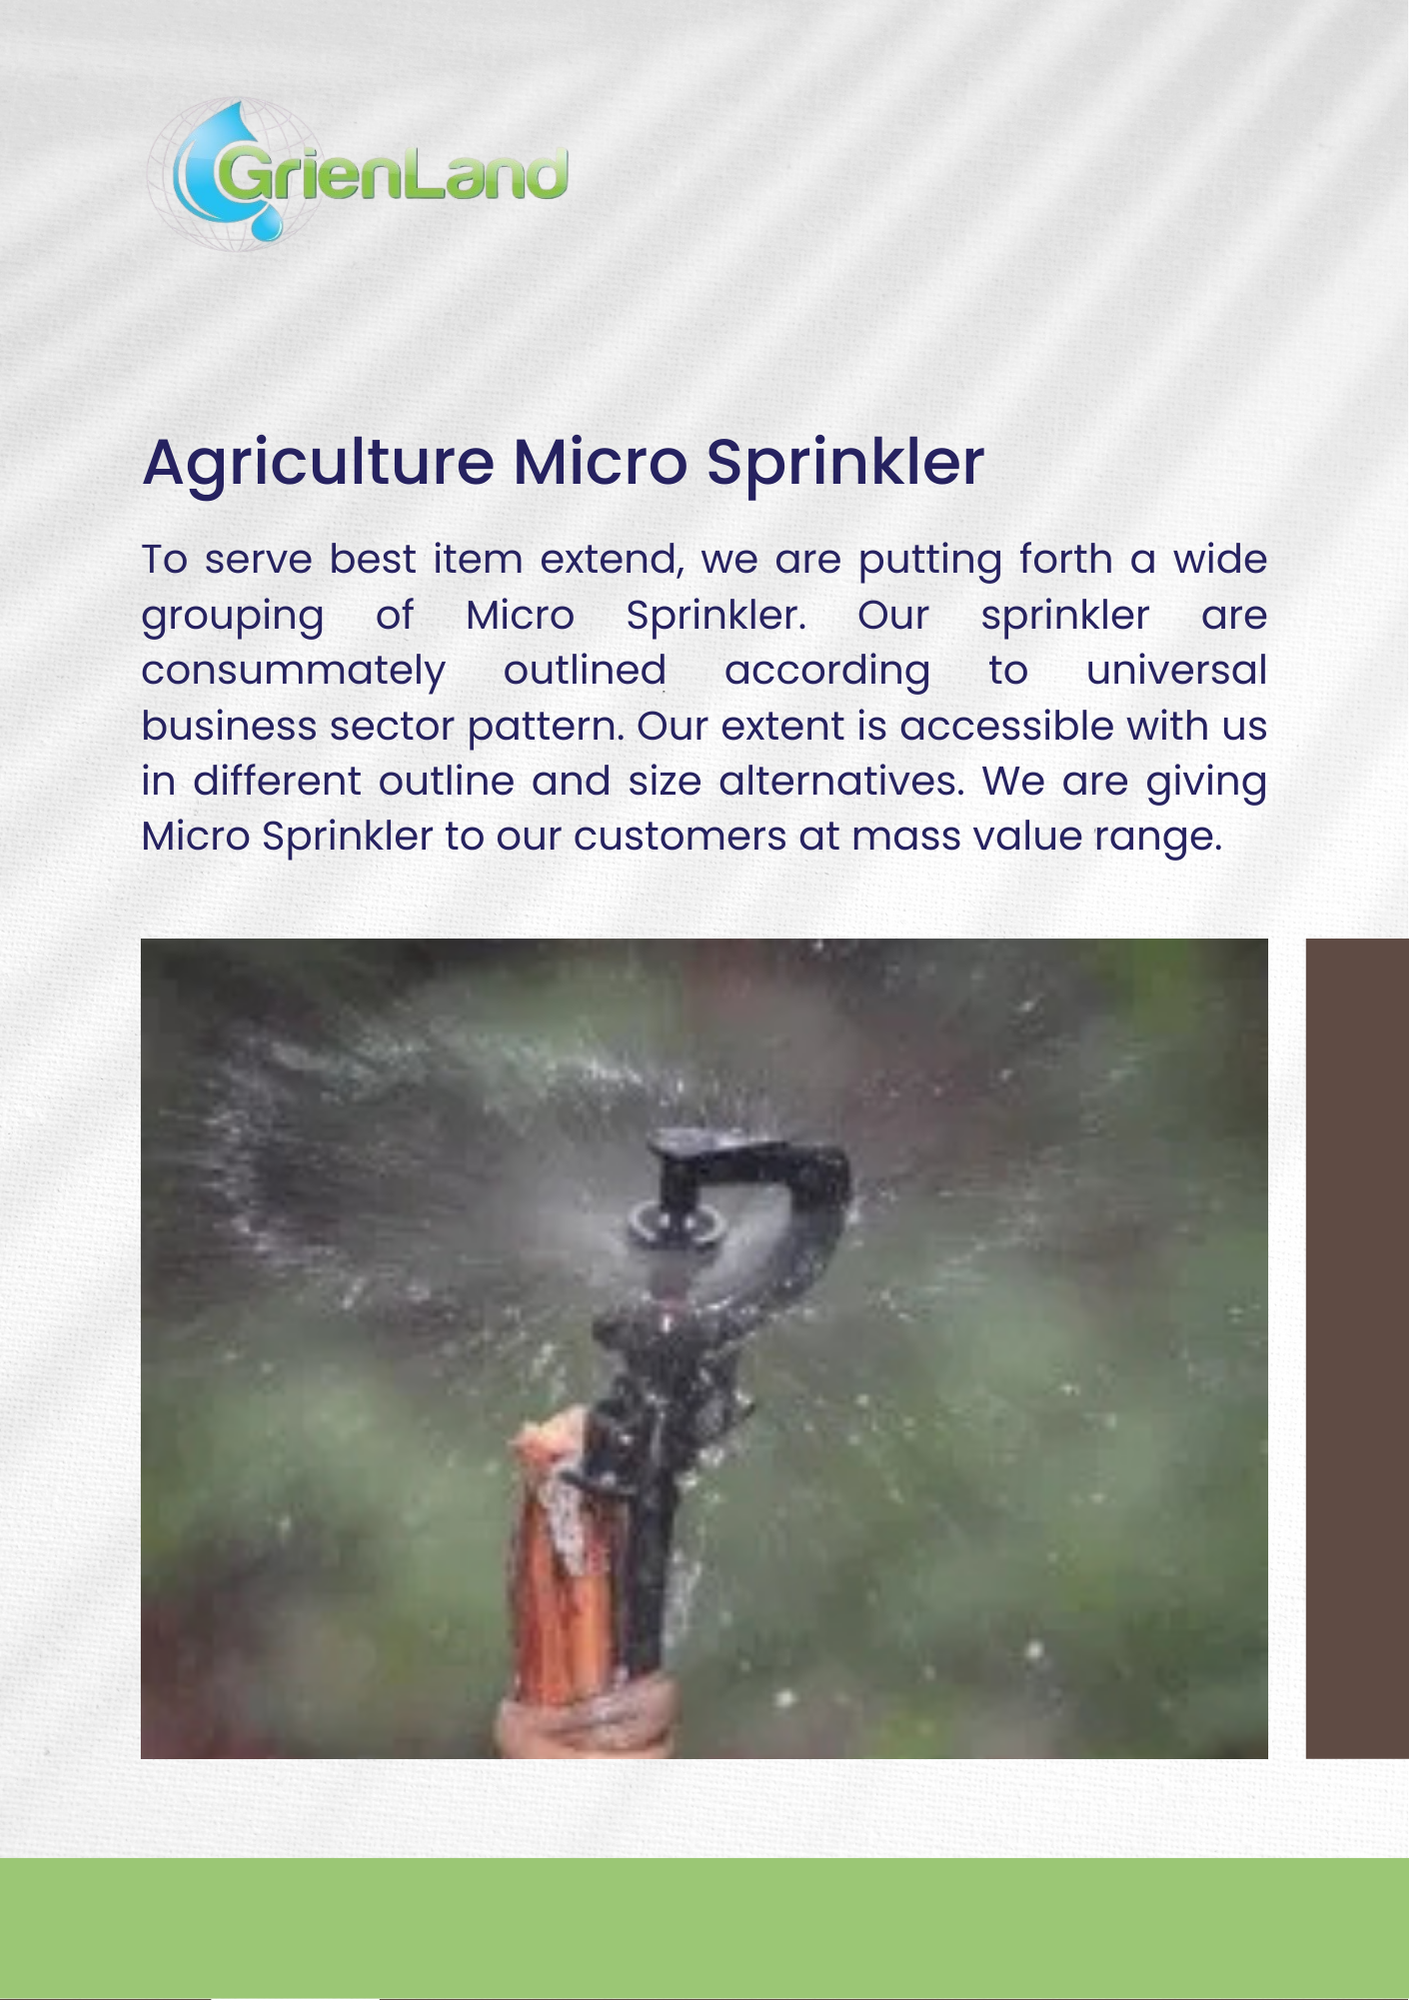 GrienLand
Agriculture Micro Sprinkler
To serve best item extend, we are putting forth a wide
grouping of Micro Sprinkler. Our sprinkler are
consummately outlined according to universal
business sector pattern. Our extent is accessible with us
in different outline and size alternatives. We are giving
Micro Sprinkler to our customers at mass value range.